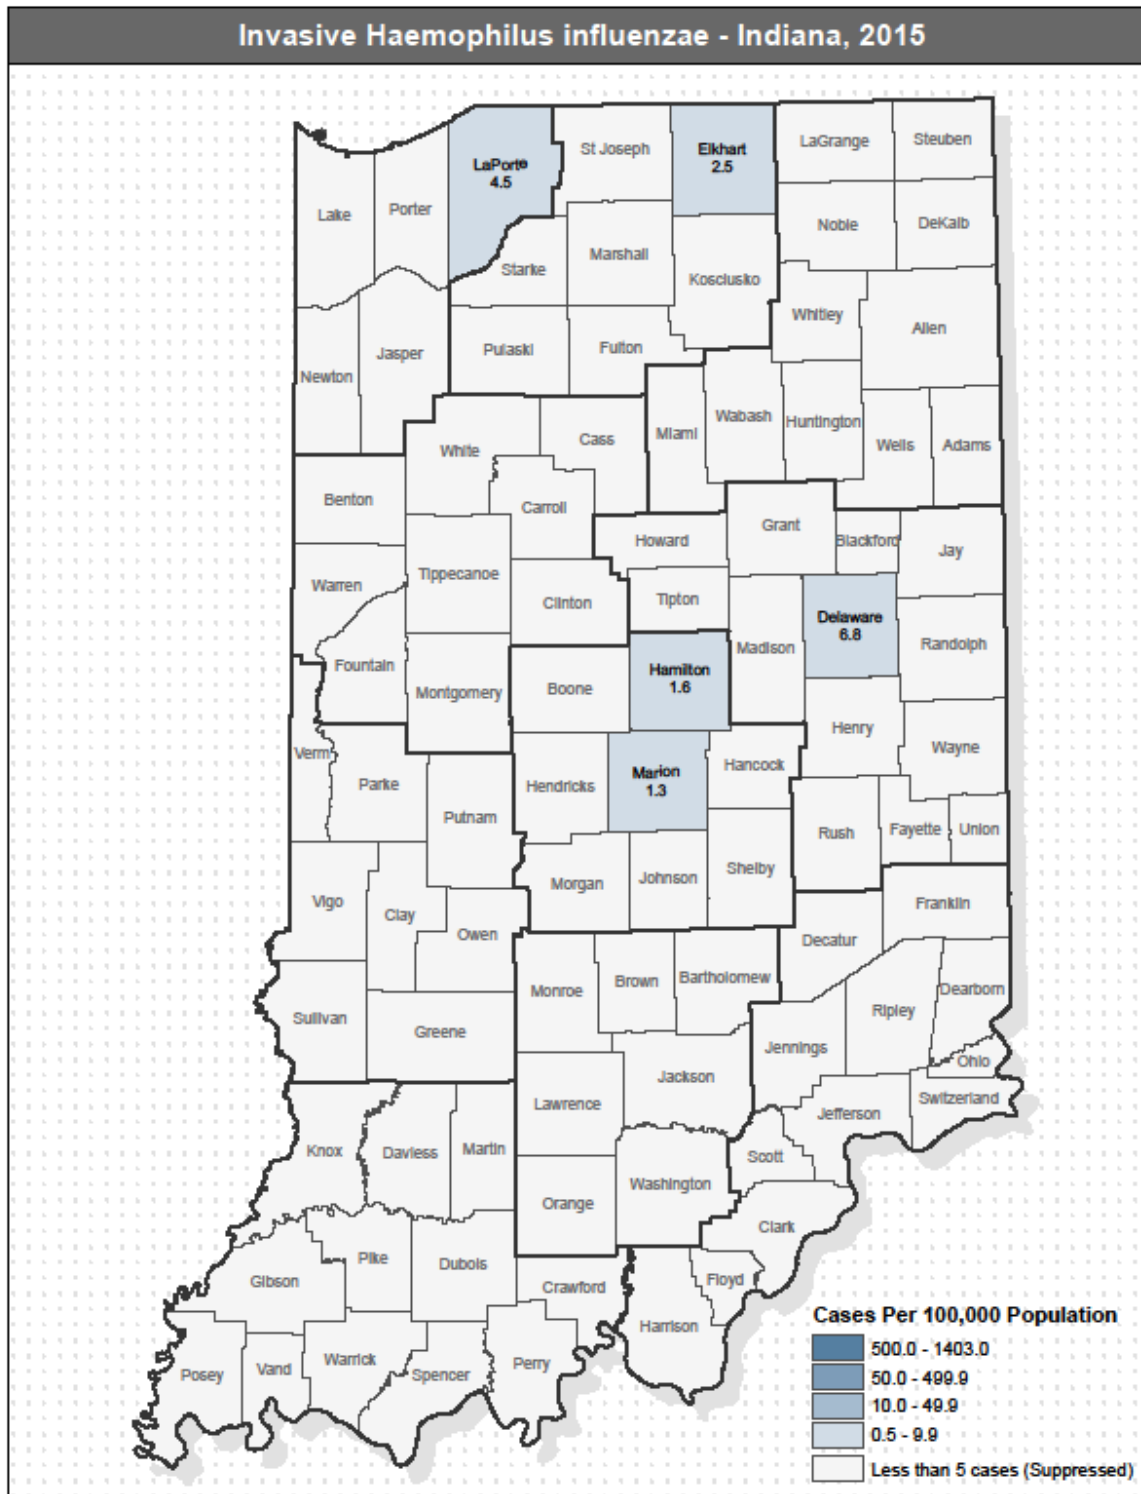 Invasive Haemophilus influenzae - Indiana, 2015
LaPorte
4.5
St Joseph
Elkhart
2.5
LaGrange
Steuben
Lake
Porter
Noble
DeKalb
Starke
Marshall
Kosciusko
Whitley
Allen
Newton
Jasper
Pulaski
Fulton
Miami
Wabash
Huntington
Wells
Adams
White
Cass
Benton
Carroll
Howard
Grant
Blackford
Jay
Warren
Tippecanoe
Clinton
Tipton
Madison
Delaware
6.8
Randolph
Fountain
Montgomery
Boone
Hamilton
1.6
Henry
Wayne
Verm
Parke
Putnam
Hendricks
Marion
1.3
Hancock
Rush
Fayette
Union
Vigo
Clay
Owen
Morgan
Johnson
Shelby
Franklin
Decatur
Sullivan
Greene
Monroe
Brown
Bartholomew
Ripley
Dearborn
Jennings
Ohio
Jackson
Lawrence
Jefferson
Switzerland
Knox
Daviess
Martin
Scott
Washington
Orange
Clark
Gibson
Pike
Dubois
Crawford
Floyd
Harrison
Posey
Vand
Warrick
Spencer
Perry
Cases Per 100,000 Population
500.0 - 1403.0
50.0 - 499.9
10.0 - 49.9
0.5 - 9.9
Less than 5 cases (Suppressed)